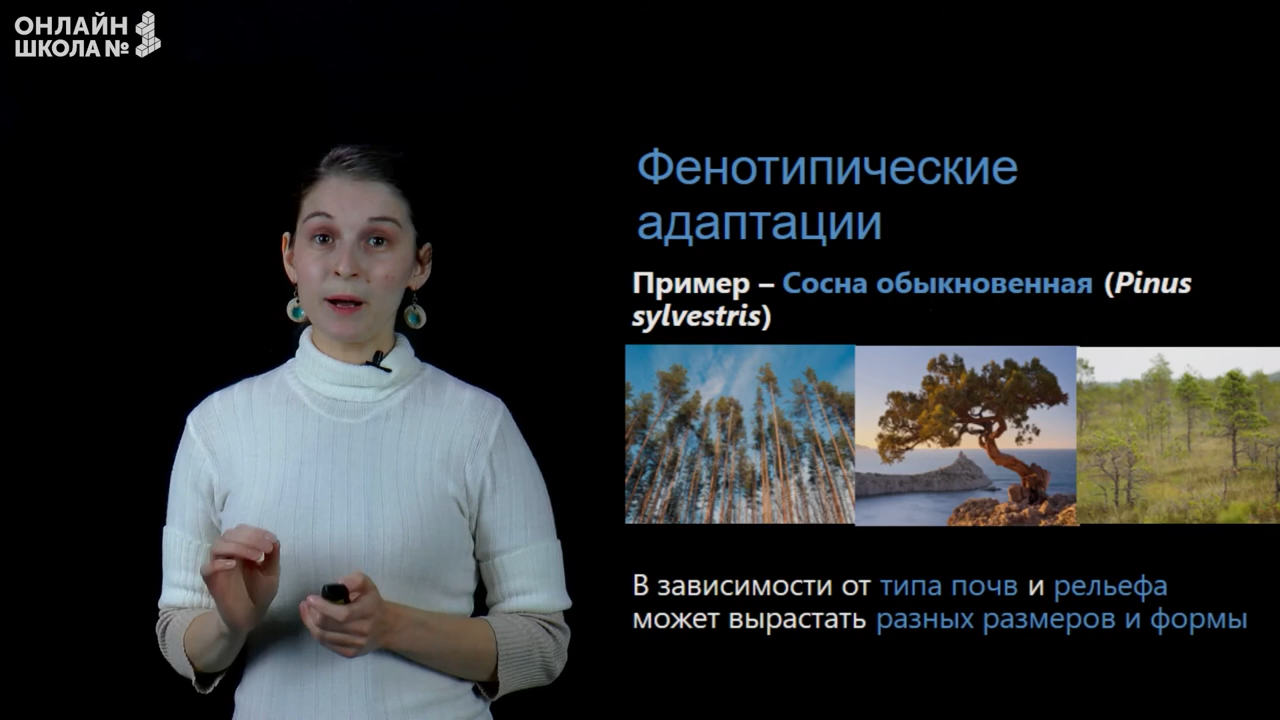 ОНЛАЙН
ШКОЛА №
Фенотипические
адаптации
Пример – Сосна обыкновенная (Pinus
sylvestris)
В зависимости от типа почв и рельефа
может вырастать разных размеров и формы